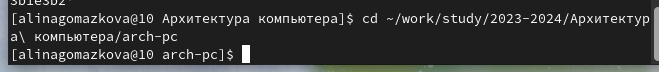 [alinagomazkova@10 Архитектура компьютера]$ cd ~/work/study/2023-2024/Архитектур
а\ компьютера/arch-pc
[alinagomazkova@10 arch-pc]$